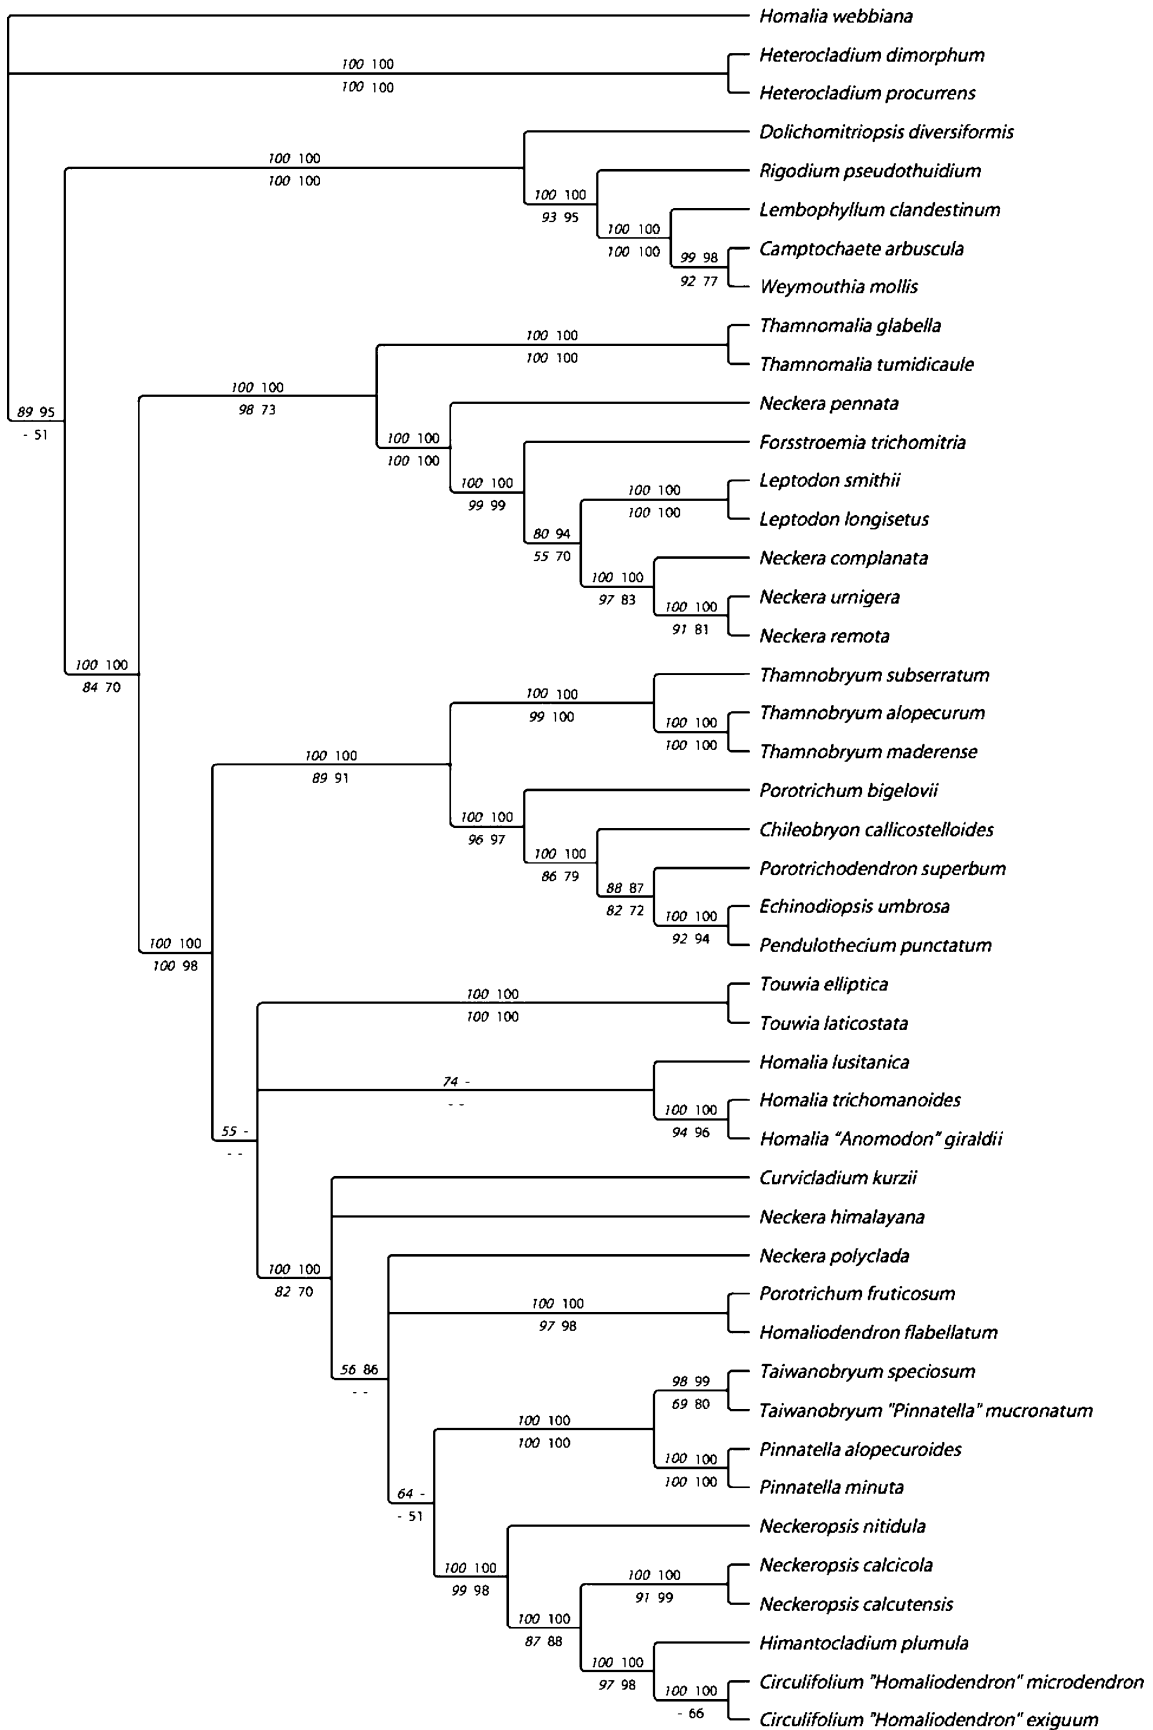 Homalia webbiana
Heterocladium dimorphum
100 100
100 100
Heterocladium procurrens
Dolichomitriopsis diversiformis
100 100
100 100
Rigodium pseudothuidium
100 100
93 95
Lembophyllum clandestinum
100 100
100 100
Camptochaete arbuscula
99 98
92 77
Weymouthia mollis
Thamnomalia glabella
100 100
100 100
Thamnomalia tumidicaule
100 100
98 73
Neckera pennata
89 95
- 51
100 100
100 100
Forsstroemia trichomitria
100 100
99 99
Leptodon smithii
100 100
100 100
Leptodon longisetus
80 94
55 70
Neckera complanata
100 100
97 83
Neckera urnigera
100 100
91 81
Neckera remota
100 100
84 70
Thamnobryum subserratum
100 100
99 100
Thamnobryum alopecurum
100 100
100 100
Thamnobryum maderense
100 100
89 91
Porotrichum bigelovii
100 100
96 97
Chileobryon callicostelloides
100 100
86 79
Porotrichodendron superbum
88 87
82 72
Echinodiopsis umbrosa
100 100
92 94
Pendulothecium punctatum
100 100
100 98
Touwia elliptica
100 100
100 100
Touwia laticostata
Homalia lusitanica
74 -
- -
Homalia trichomanoides
100 100
94 96
Homalia "Anomodon" giraldii
55 -
- -
Curvicladium kurzii
Neckera himalayana
Neckera polyclada
100 100
82 70
Porotrichum fruticosum
100 100
97 98
Homaliodendron flabellatum
56 86
- -
Taiwanobryum speciosum
98 99
69 80
Taiwanobryum "Pinnatella" mucronatum
100 100
100 100
Pinnatella alopecuroides
100 100
100 100
Pinnatella minuta
64 -
- 51
Neckeropsis nitidula
100 100
99 98
Neckeropsis calcicola
100 100
91 99
Neckeropsis calcutensis
100 100
87 88
Himantocladium plumula
100 100
97 98
Circulifolium "Homaliodendron" microdendron
100 100
- 66
Circulifolium "Homaliodendron" exiguum